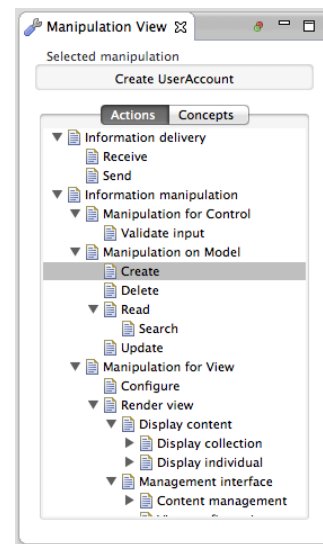 Manipulation View
Selected manipulation
Create UserAccount
Actions Concepts
Information delivery
Receive
Send
Information manipulation
Manipulation for Control
Validate input
Manipulation on Model
Create
Delete
Read
Search
Update
Manipulation for View
Configure
Render view
Display content
Display collection
Display individual
Management interface
Content management